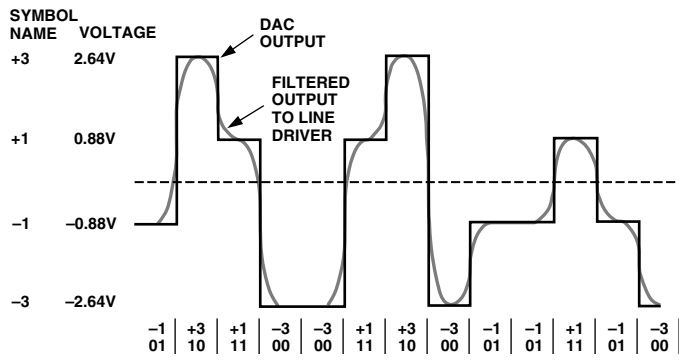 SYMBOL
NAME VOLTAGE
DAC
OUTPUT
+3 2.64V
FILTERED
OUTPUT
TO LINE
DRIVER
+1 0.88V
–1 –0.88V
–3 –2.64V
–1 +3 +1 –3 –3 +1 +3 –3 –1 –1 +1 –1 –3
01 10 11 00 00 11 10 00 01 01 11 01 00